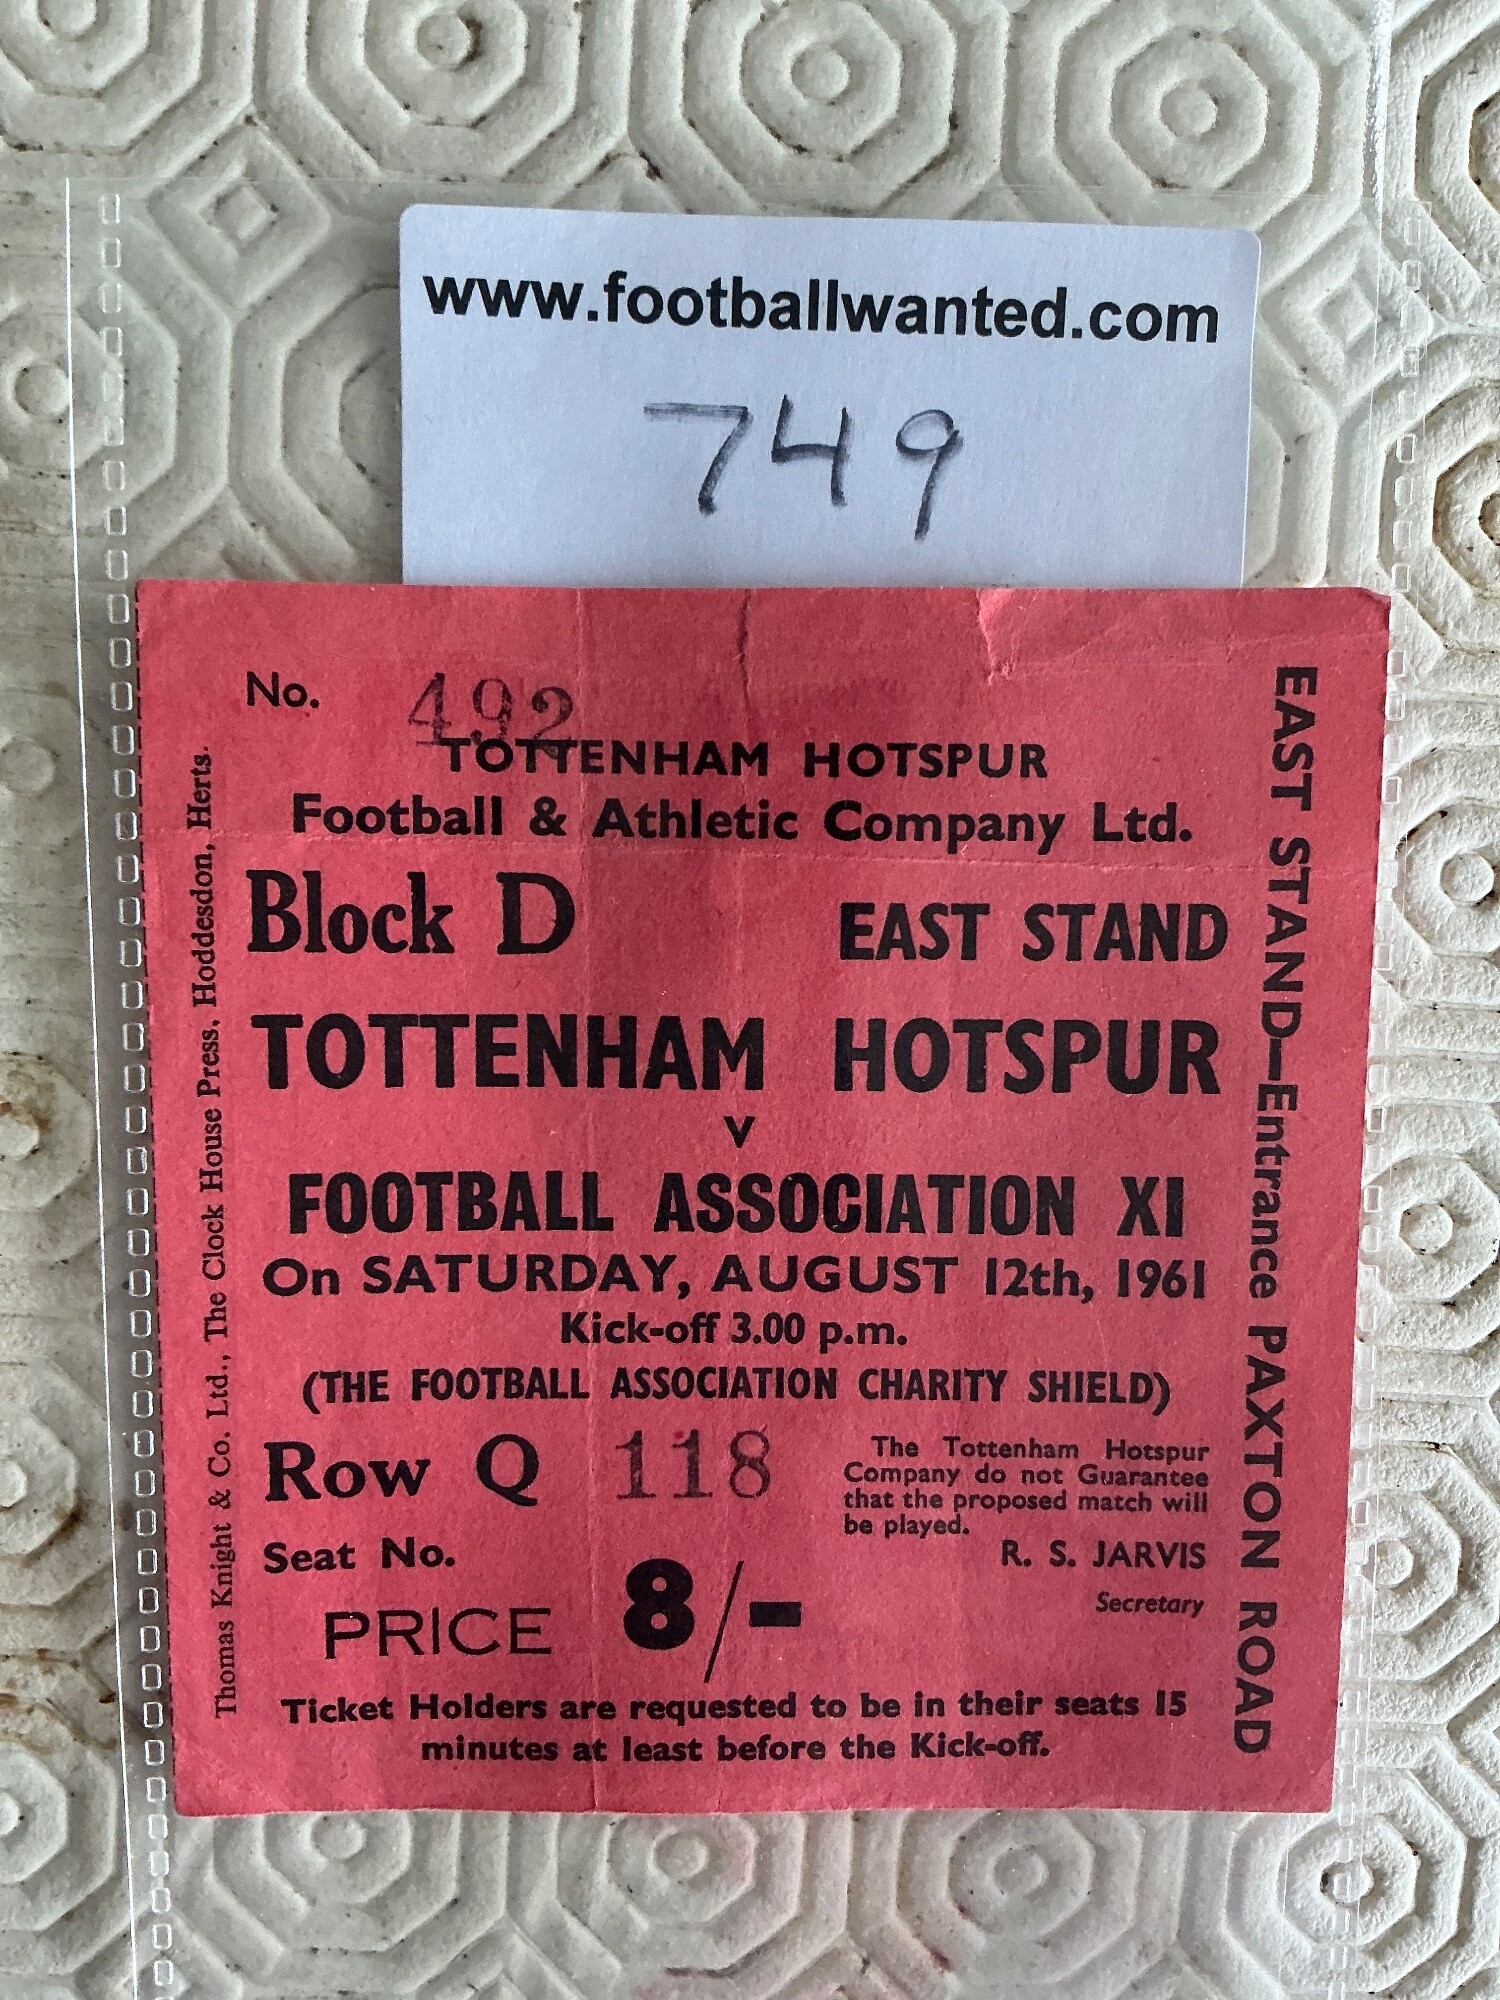 www.footballwanted.com
749
No. 492
TOTTENHAM HOTSPUR
Football & Athletic Company Ltd.
Block D EAST STAND
TOTTENHAM HOTSPUR
v
FOOTBALL ASSOCIATION XI
On SATURDAY, AUGUST 12th, 1961
Kick-off 3.00 p.m.
(THE FOOTBALL ASSOCIATION CHARITY SHIELD)
Row Q 118
Seat No.
PRICE 8/-
The Tottenham Hotspur
Company do not Guarantee
that the proposed match will
be played.
R. S. JARVIS
Secretary
Ticket Holders are requested to be in their seats 15
minutes at least before the Kick-off.
EAST STAND—Entrance PAXTON ROAD
Thomas Knight & Co. Ltd., The Clock House Press, Hoddesdon, Herts.